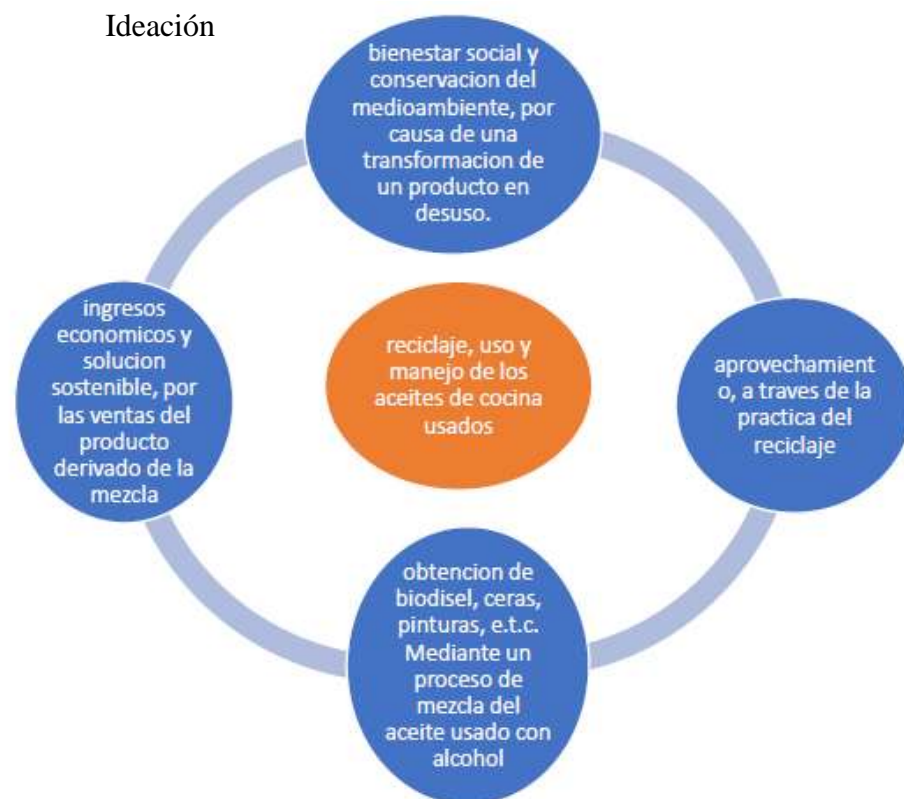 Ideación
bienestar social y
conservacion del
medioambiente, por
causa de una
transformacion de
un producto en
desuso.
ingresos
economicos y
solucion
sostenible, por
las ventas del
producto
derivado de la
mezcla
reciclaje, uso y
manejo de los
aceites de cocina
usados
aprovechamient
o, a traves de la
practica del
reciclaje
obtencion de
biodisel, ceras,
pinturas, e.t.c.
Mediante un
proceso de
mezcla del
aceite usado con
alcohol